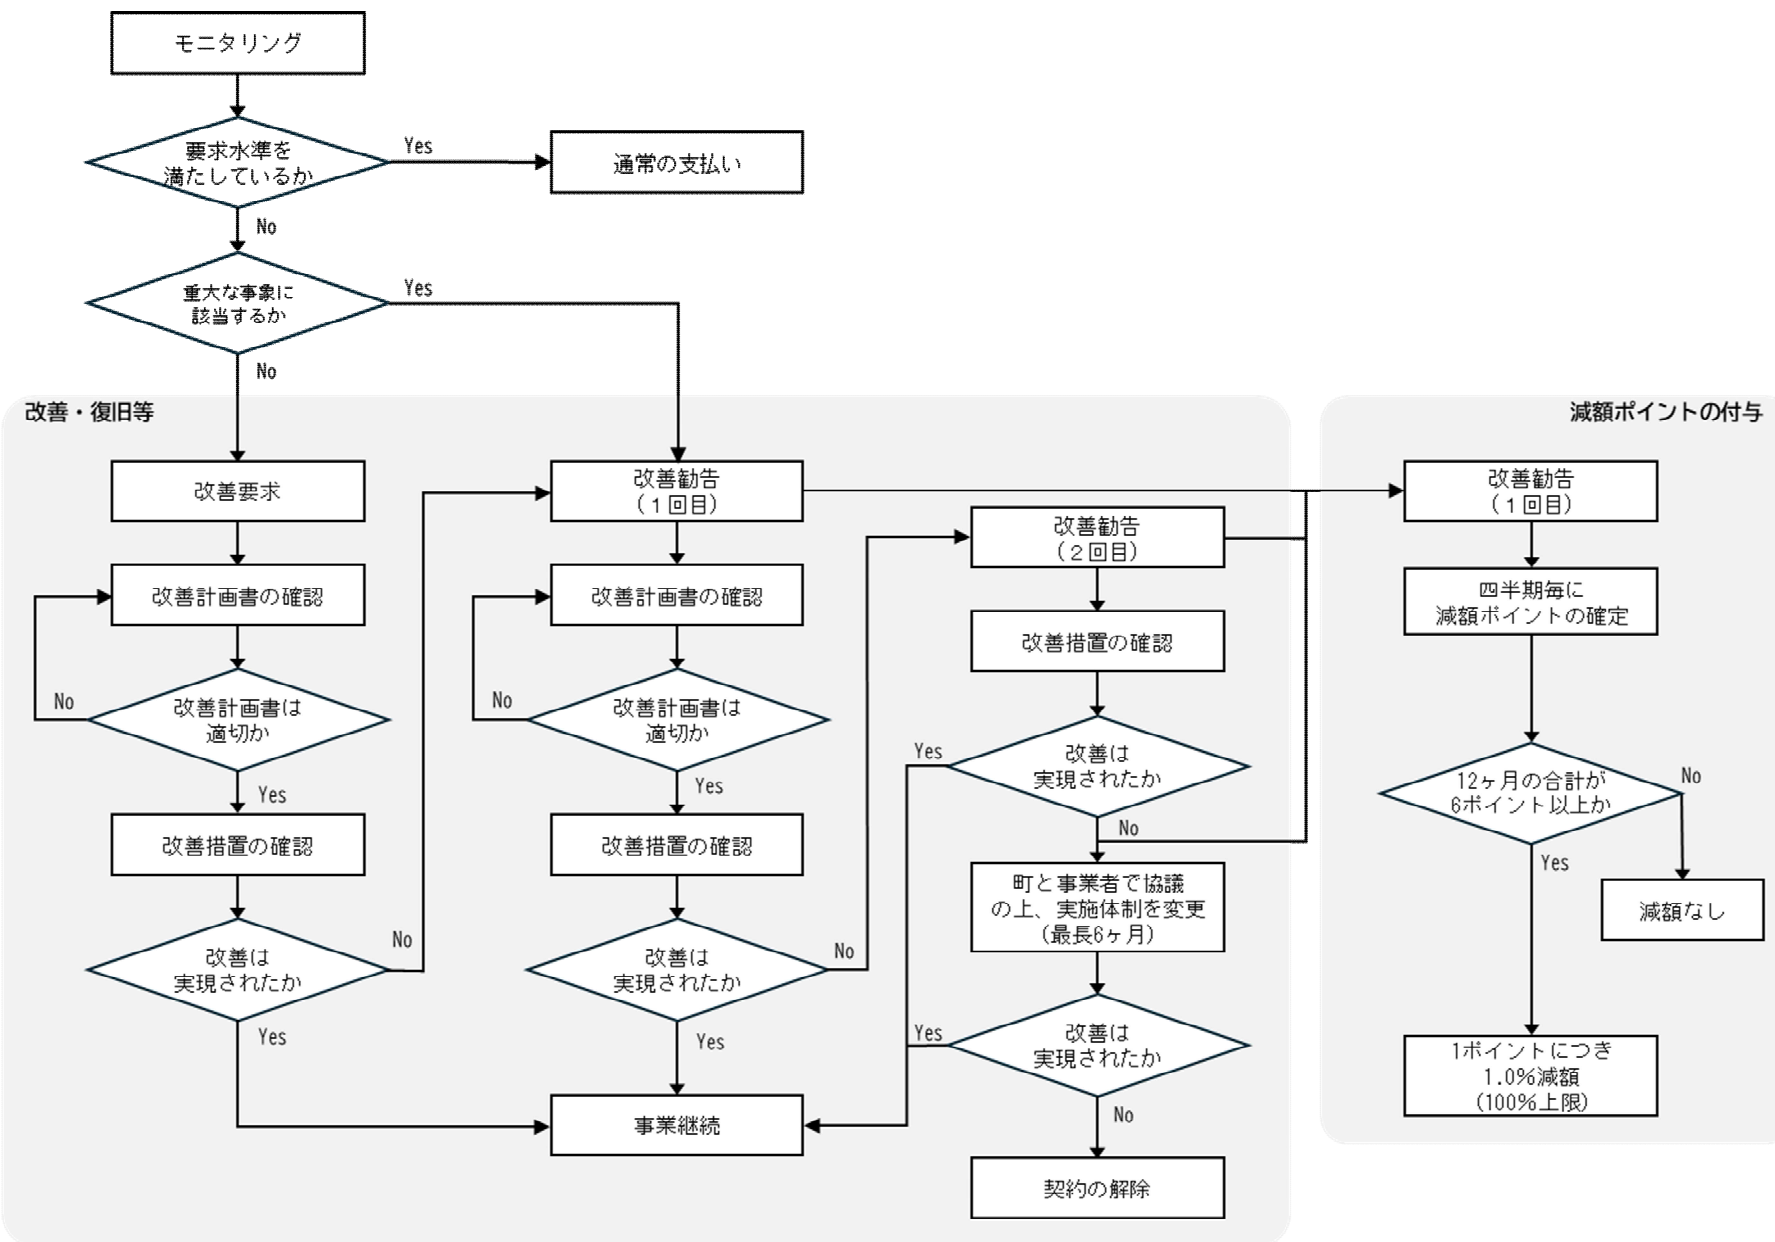 モニタリング
要求水準を
満たしているか
Yes
通常の支払い
No
重大な事象に
該当するか
Yes
No
改善・復旧等
改善要求
改善計画書の確認
No
改善計画書は
適切か
Yes
改善措置の確認
改善は
実現されたか
No
Yes
改善勧告
(１回目)
改善計画書の確認
No
改善計画書は
適切か
Yes
改善措置の確認
改善は
実現されたか
No
Yes
事業継続
改善勧告
(２回目)
改善措置の確認
Yes
改善は
実現されたか
No
町と事業者で協議
の上、実施体制を変更
(最長6ヶ月)
Yes
改善は
実現されたか
No
契約の解除
減額ポイントの付与
改善勧告
(１回目)
四半期毎に
減額ポイントの確定
12ヶ月の合計が
6ポイント以上か
No
Yes
減額なし
1ポイントにつき
1.0%減額
(100%上限)